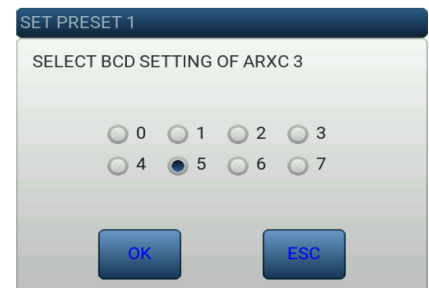 SET PRESET 1
SELECT BCD SETTING OF ARXC 3
0 1 2 3
4 5 6 7
OK ESC